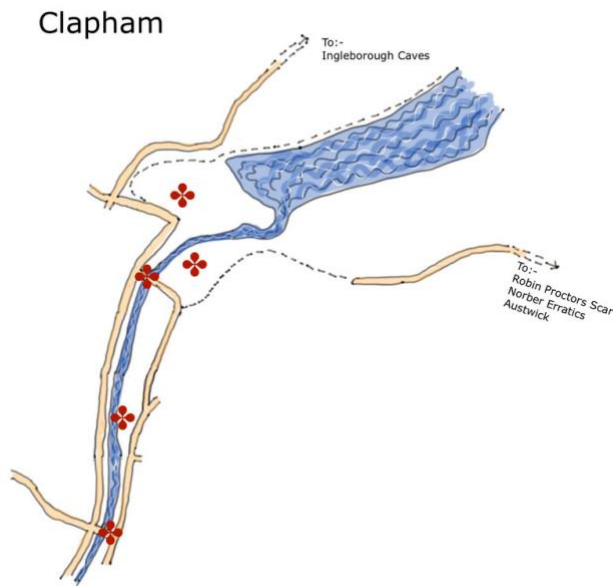 Clapham
To:-
Ingleborough Caves
To:-
Robin Proctors Scar
Norber Erratics
Austwick